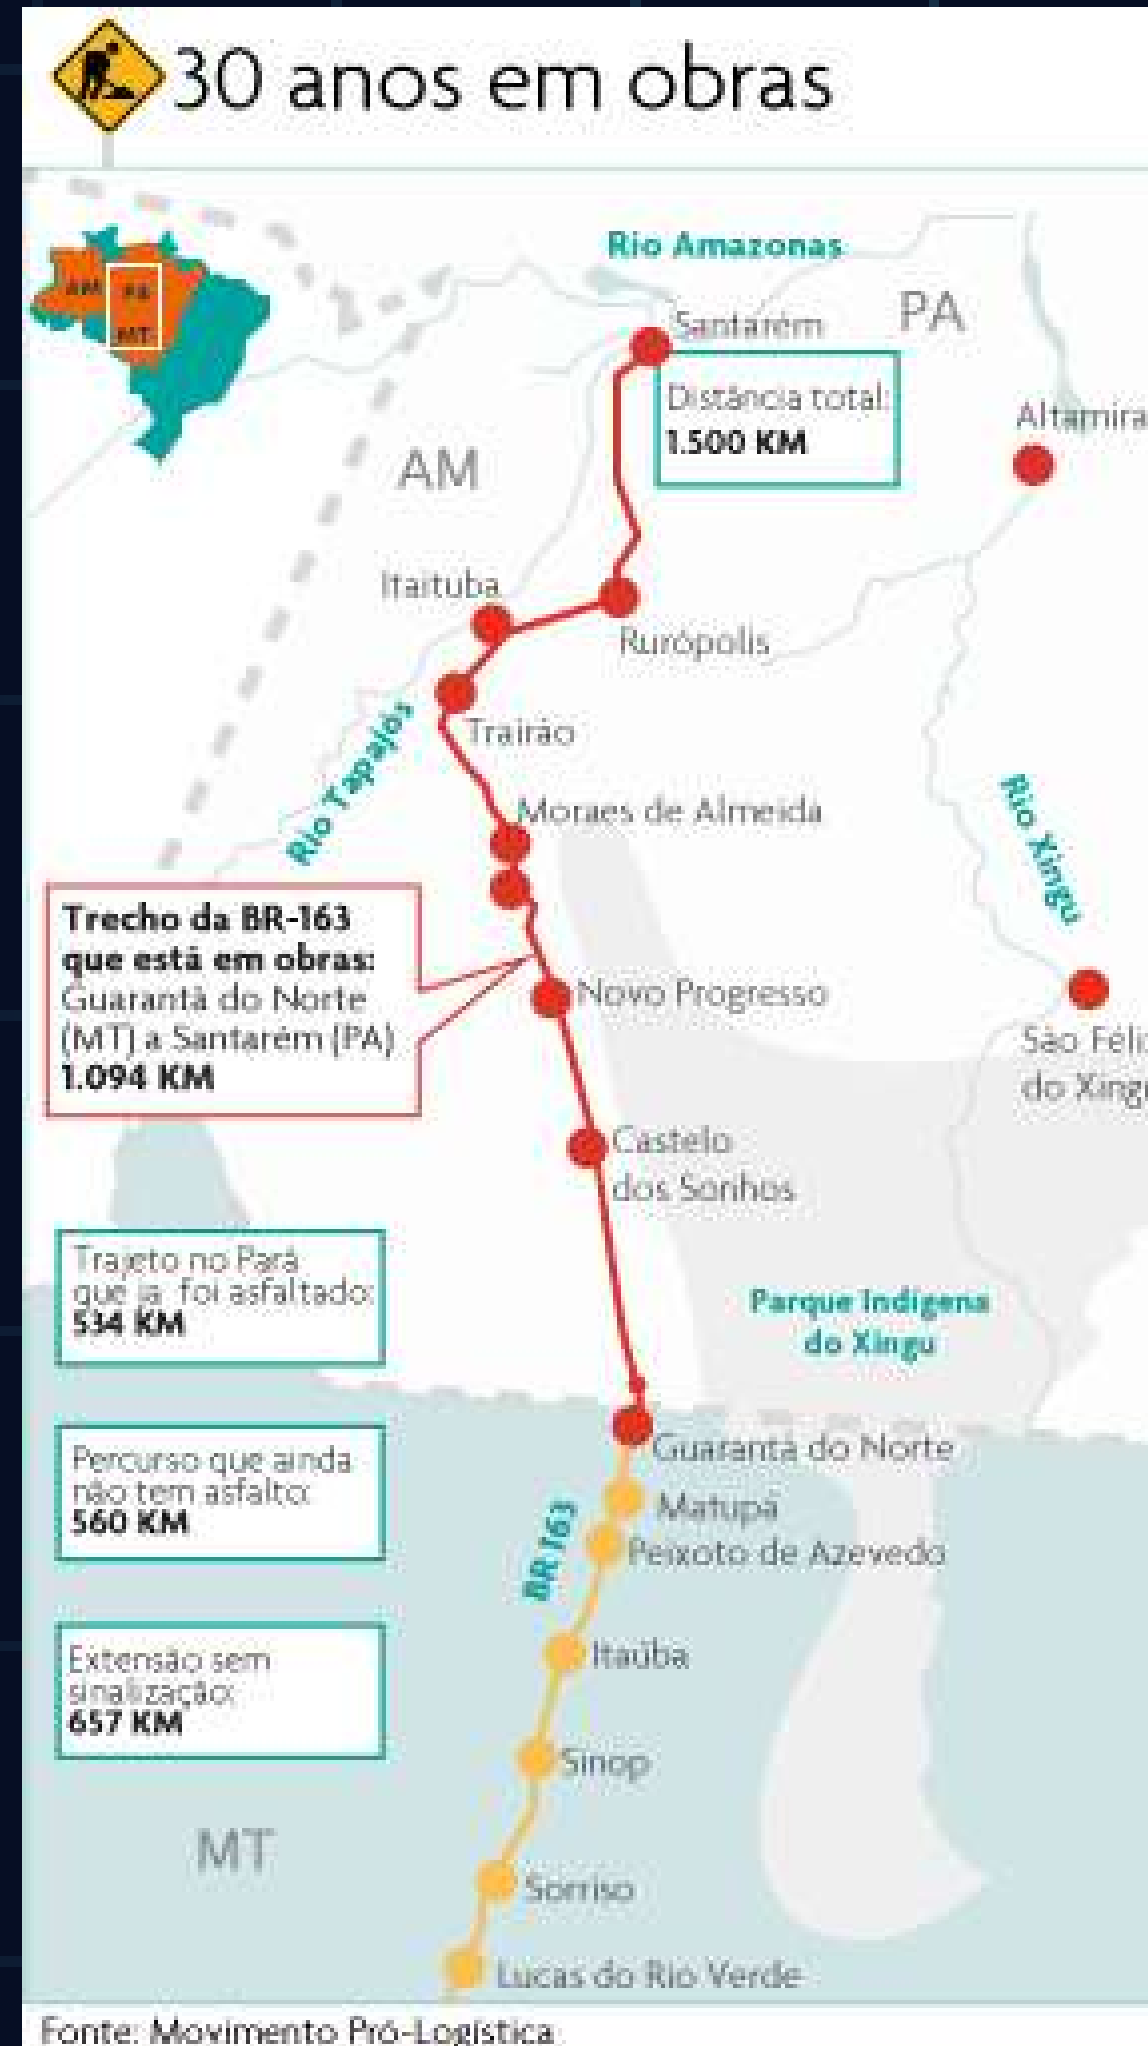 30 anos em obras
Rio Amazonas
AM
PA
MT
Santarém
PA
Distância total:
1.500 KM
Altamira
AM
Itaituba
Rurópolis
Trairão
Rio Tapajós
Moraes de Almeida
Rio Xingu
Trecho da BR-163
que está em obras:
Guarantã do Norte
(MT) a Santarém (PA)
1.094 KM
Novo Progresso
São Féli
do Xing
Castelo
dos Sonhos
Trajeto no Pará
que já foi asfaltado:
534 KM
Parque Indígena
do Xingu
Percurso que ainda
não tem asfalto:
560 KM
Guarantã do Norte
Matupá
BR 163
Peixoto de Azevedo
Extensão sem
sinalização:
657 KM
Itaúba
Sinop
MT
Sorriso
Lucas do Rio Verde
Fonte: Movimento Pró-Logística